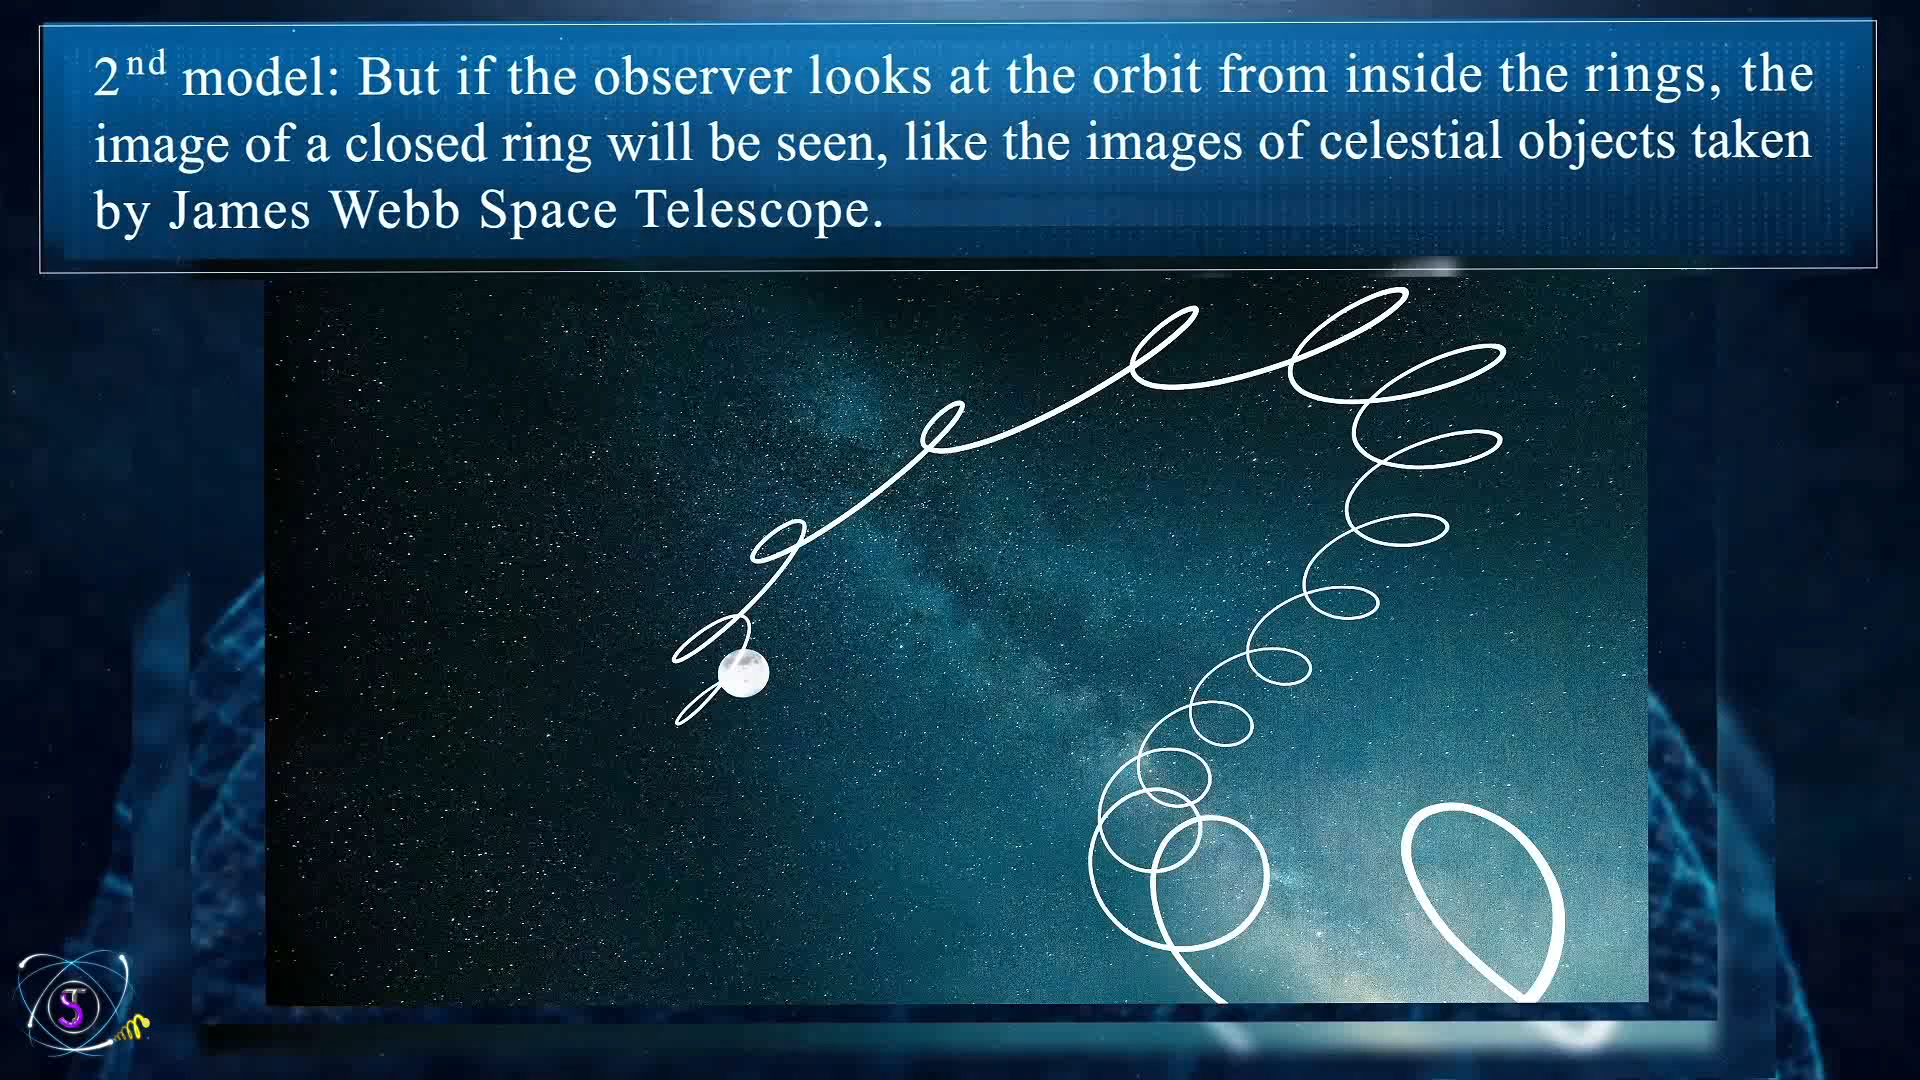 2nd model: But if the observer looks at the orbit from inside the rings, the
image of a closed ring will be seen, like the images of celestial objects taken
by James Webb Space Telescope.